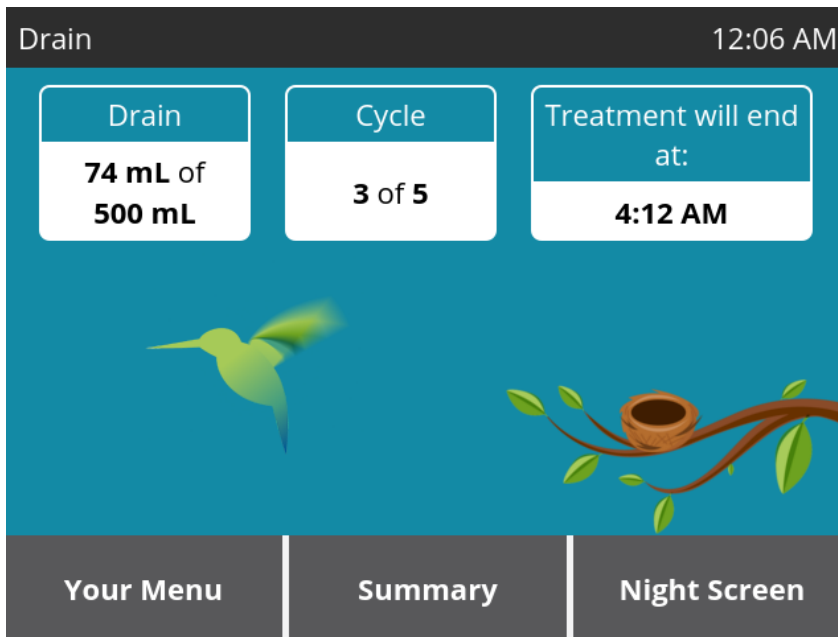 Drain 12:06 AM
Drain
74 mL of
500 mL
Cycle
3 of 5
Treatment will end
at:
4:12 AM
Your Menu
Summary
Night Screen